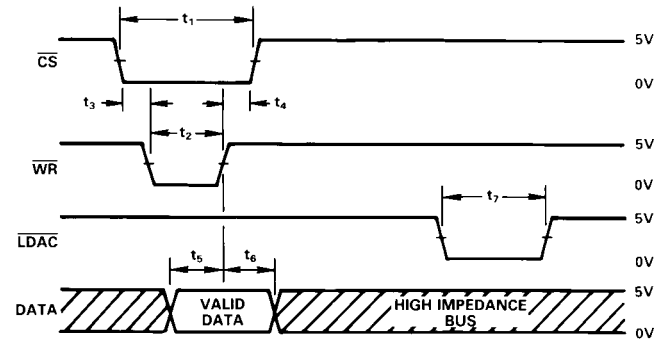 t1
5V
CS
0V
t3
t4
t2
5V
WR
0V
t7
5V
LDAC
0V
t5
t6
5V
DATA
VALID
DATA
HIGH IMPEDANCE
BUS
0V